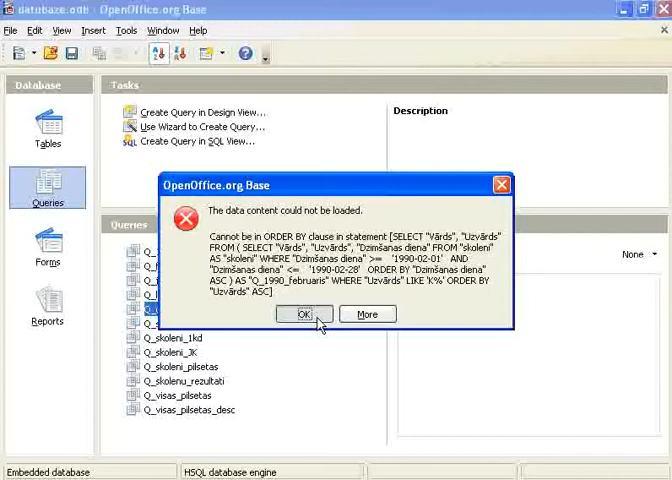 datubaze.odb - OpenOffice.org Base
File Edit View Insert Tools Window Help
Database
Tasks
Tables
Queries
Forms
Reports
Create Query in Design View...
Use Wizard to Create Query...
Create Query in SQL View...
Description
OpenOffice.org Base
The data content could not be loaded.
Cannot be in ORDER BY clause in statement [SELECT "Vārds", "Uzvārds"
FROM ( SELECT "Vārds", "Uzvārds", "Dzimšanas diena" FROM "skoleni"
AS "skoleni" WHERE "Dzimšanas diena" >= '1990-02-01' AND
"Dzimšanas diena" <= '1990-02-28' ORDER BY "Dzimšanas diena"
ASC ) AS "Q_1990_februaris" WHERE "Uzvārds" LIKE 'K%' ORDER BY
"Uzvārds" ASC]
OK
More
Queries
None
Q_skoleni_1kd
Q_skoleni_JK
Q_skoleni_pilsetas
Q_skolenu_rezultati
Q_visas_pilsetas
Q_visas_pilsetas_desc
Embedded database
HSQL database engine